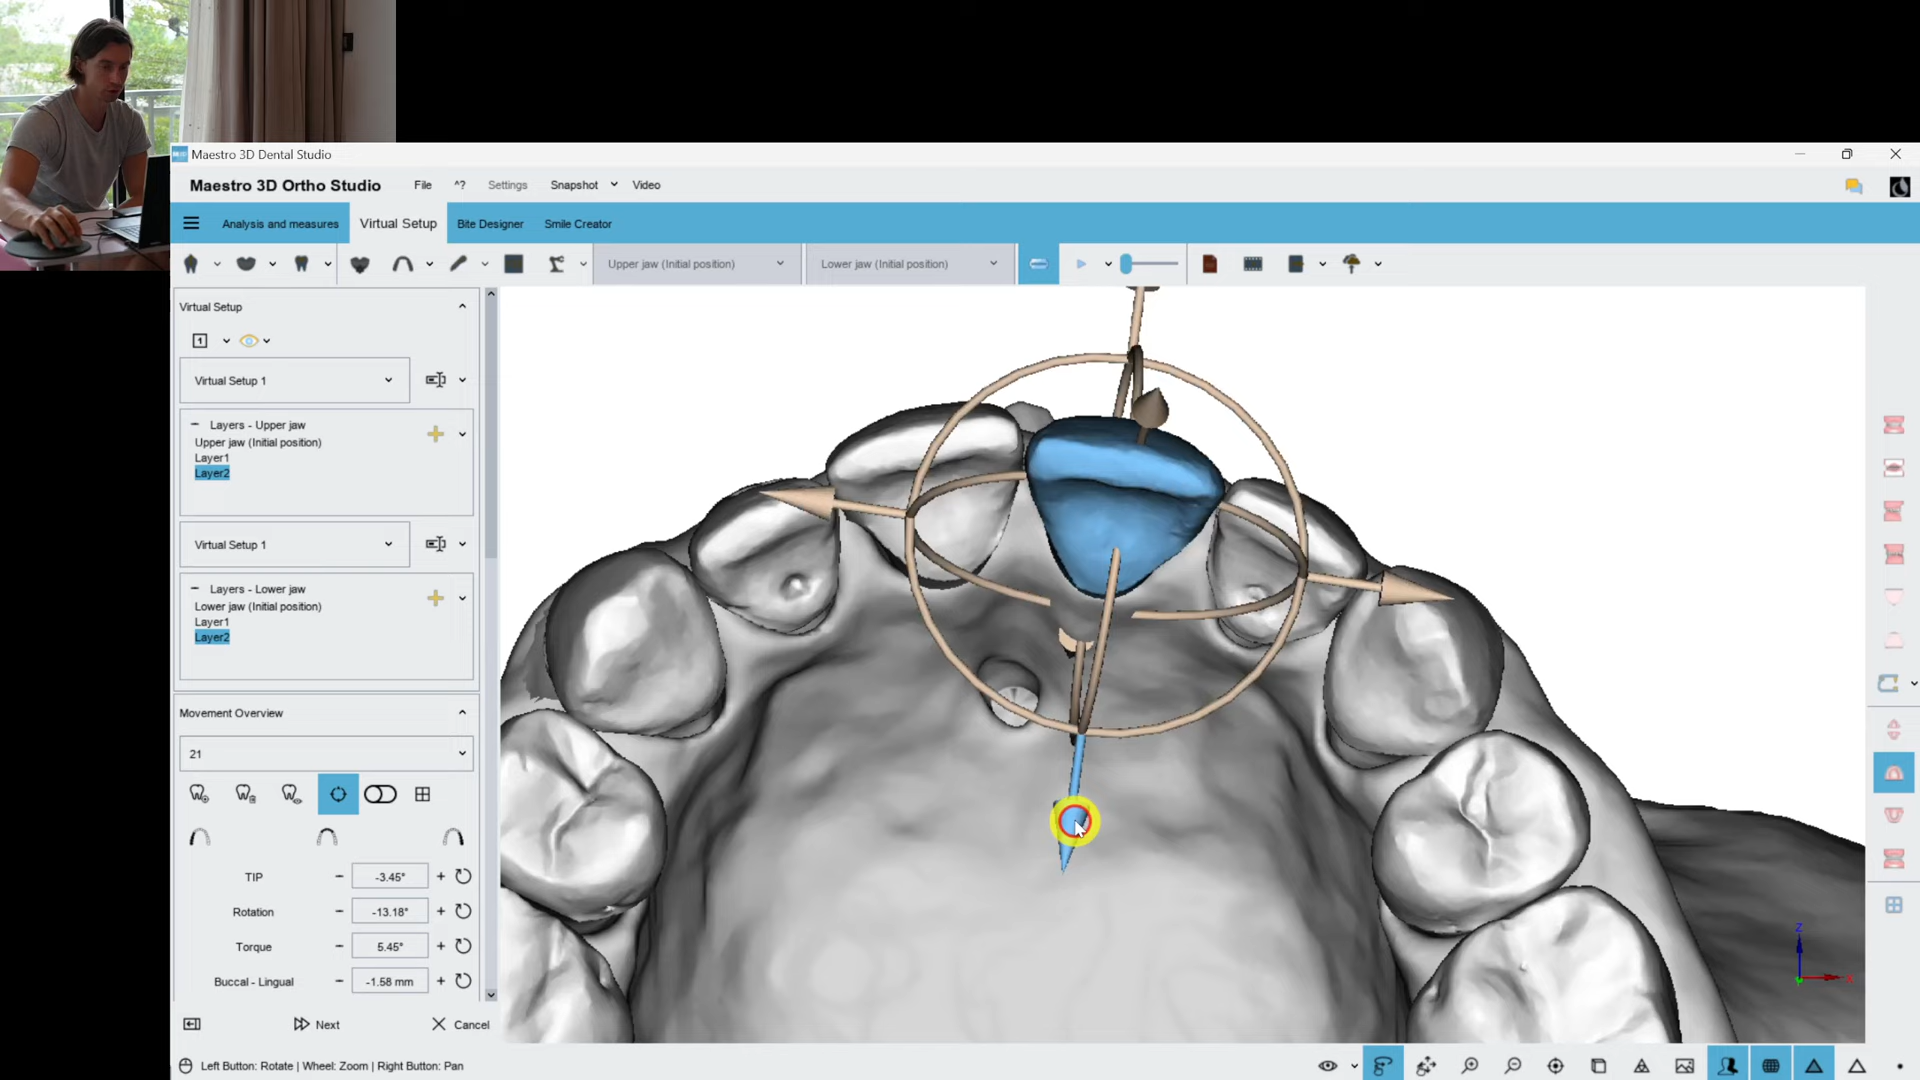 Maestro 3D Dental Studio
Maestro 3D Ortho Studio
File
^?
Settings
Snapshot
Video
Analysis and measures
Virtual Setup
Bite Designer
Smile Creator
Upper jaw (Initial position)
Lower jaw (Initial position)
Virtual Setup
1
Virtual Setup 1
Layers - Upper jaw
Upper jaw (Initial position)
Layer1
Layer2
Virtual Setup 1
Layers - Lower jaw
Lower jaw (Initial position)
Layer1
Layer2
Movement Overview
21
TIP - -3.45° +
Rotation - -13.18° +
Torque - 5.45° +
Buccal - Lingual - -1.58 mm +
Next
Cancel
Z
X
Y
Left Button: Rotate | Wheel: Zoom | Right Button: Pan